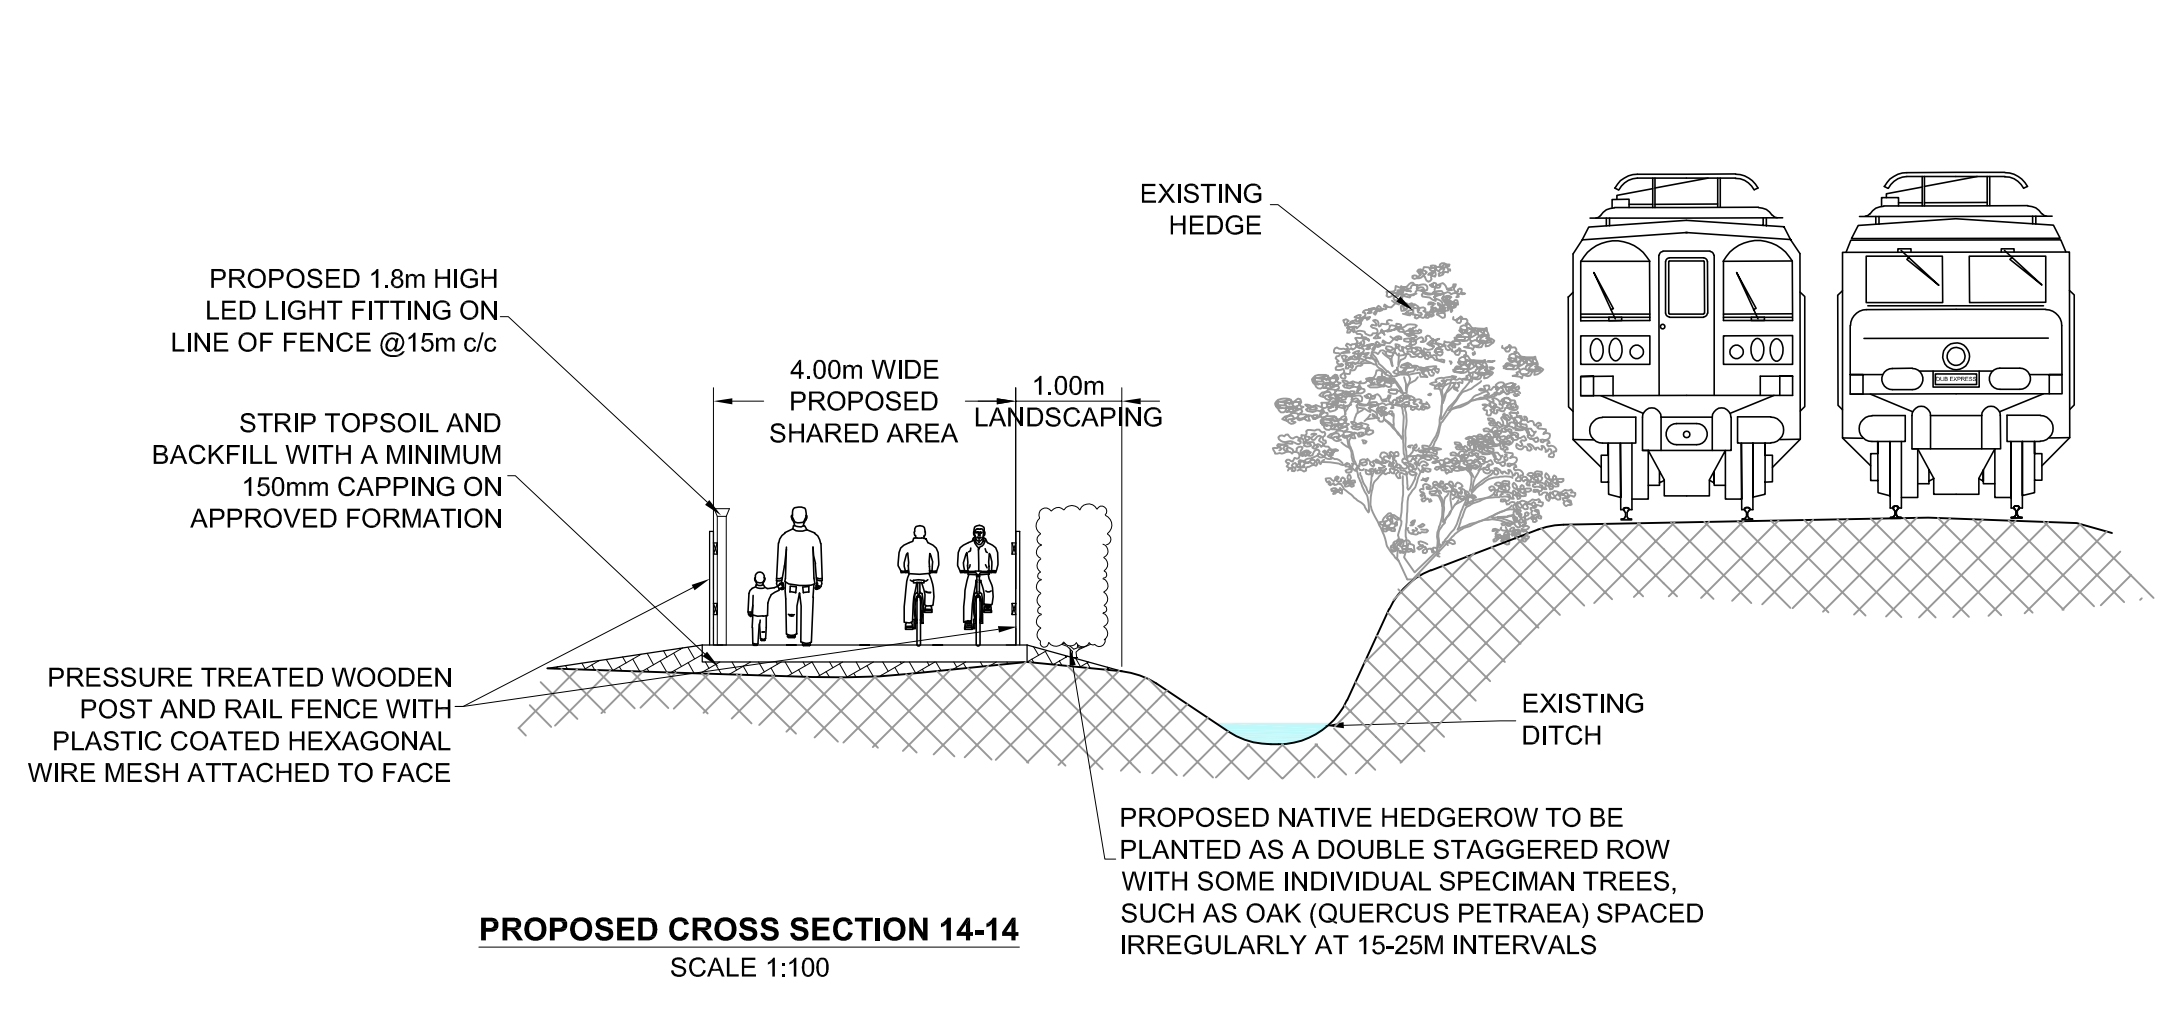 EXISTING
HEDGE
PROPOSED 1.8m HIGH
LED LIGHT FITTING ON
LINE OF FENCE @15m c/c
4.00m WIDE
PROPOSED
SHARED AREA
1.00m
LANDSCAPING
DUB EXPRESS
STRIP TOPSOIL AND
BACKFILL WITH A MINIMUM
150mm CAPPING ON
APPROVED FORMATION
PRESSURE TREATED WOODEN
POST AND RAIL FENCE WITH
PLASTIC COATED HEXAGONAL
WIRE MESH ATTACHED TO FACE
EXISTING
DITCH
PROPOSED NATIVE HEDGEROW TO BE
PLANTED AS A DOUBLE STAGGERED ROW
WITH SOME INDIVIDUAL SPECIMAN TREES,
SUCH AS OAK (QUERCUS PETRAEA) SPACED
IRREGULARLY AT 15-25M INTERVALS
PROPOSED CROSS SECTION 14-14
SCALE 1:100